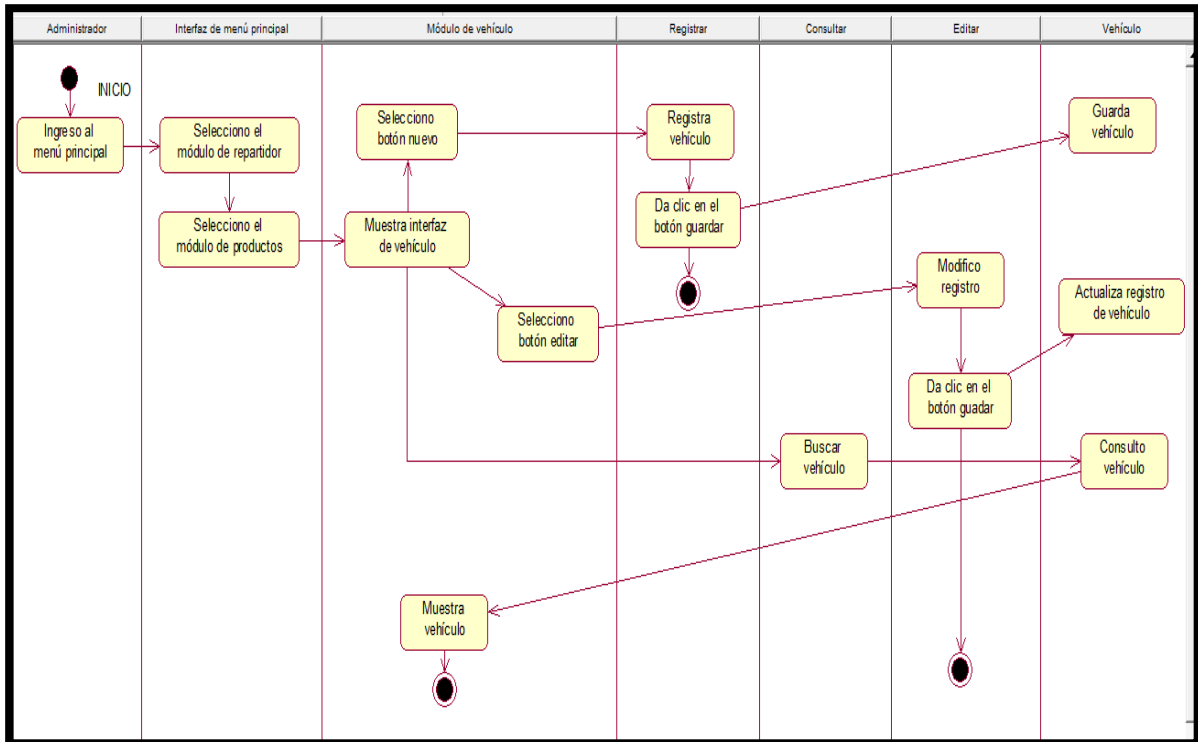 Administrador
Interfaz de menú principal
Módulo de vehículo
Registrar
Consultar
Editar
Vehículo
INICIO
Ingreso al
menú principal
Selecciono el
módulo de repartidor
Selecciono el
módulo de productos
Selecciono
botón nuevo
Muestra interfaz
de vehículo
Selecciono
botón editar
Registra
vehículo
Da clic en el
botón guardar
Guarda
vehículo
Modifico
registro
Actualiza registro
de vehículo
Da clic en el
botón guadar
Buscar
vehículo
Consulto
vehículo
Muestra
vehículo